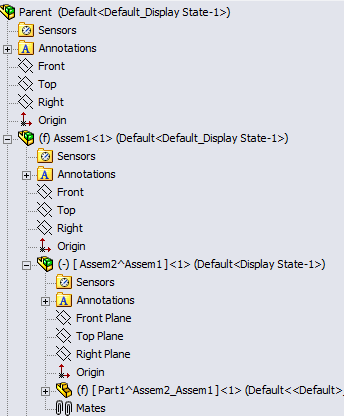 Parent (Default<Default_Display State-1>)
Sensors
Annotations
Front
Top
Right
Origin
(f) Assem1<1> (Default<Default_Display State-1>)
Sensors
Annotations
Front
Top
Right
Origin
(-) [ Assem2^Assem1 ]<1> (Default<Display State-1>)
Sensors
Annotations
Front Plane
Top Plane
Right Plane
Origin
(f) [ Part1^Assem2_Assem1 ]<1> (Default<<Default>_
Mates